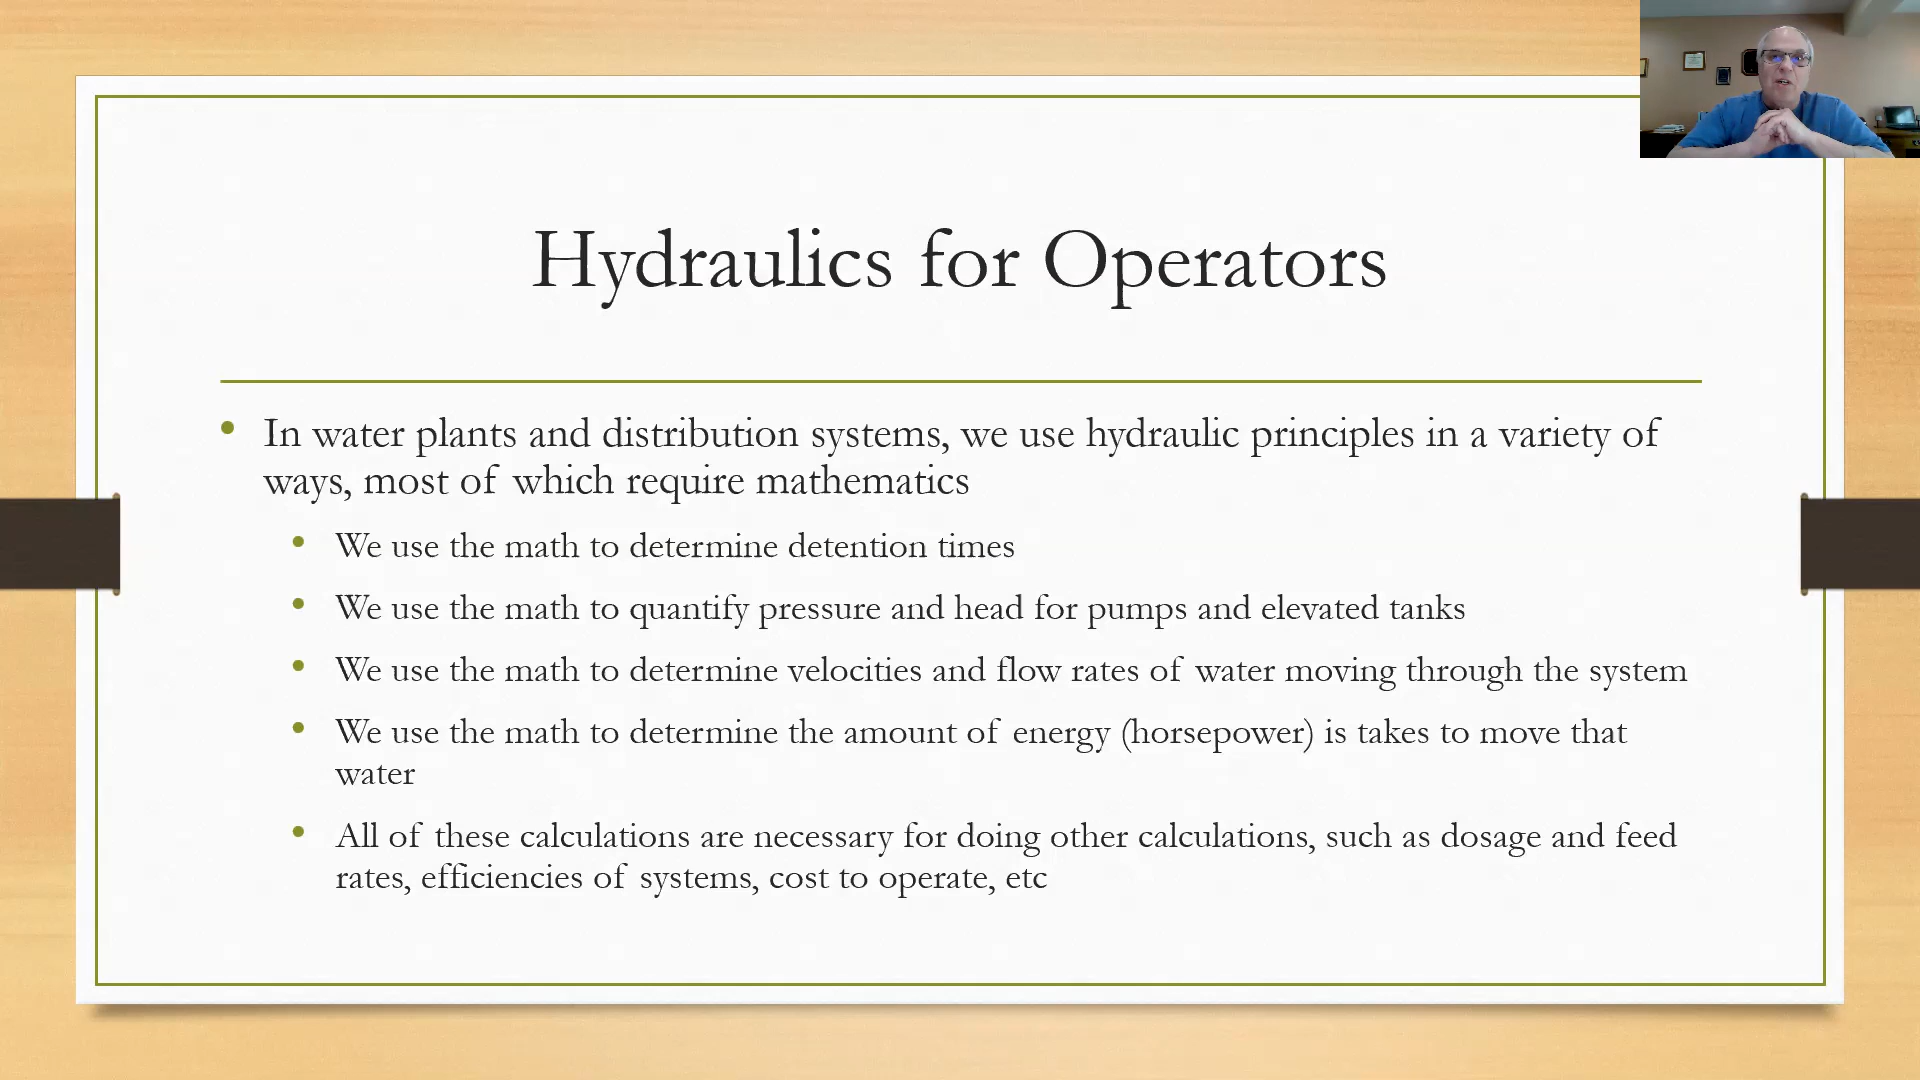 Hydraulics for Operators
• In water plants and distribution systems, we use hydraulic principles in a variety of
ways, most of which require mathematics
• We use the math to determine detention times
• We use the math to quantify pressure and head for pumps and elevated tanks
• We use the math to determine velocities and flow rates of water moving through the system
• We use the math to determine the amount of energy (horsepower) is takes to move that
water
• All of these calculations are necessary for doing other calculations, such as dosage and feed
rates, efficiencies of systems, cost to operate, etc